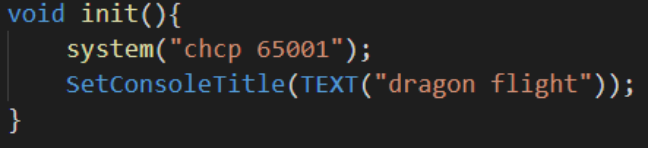 void init(){
    system("chcp 65001");
    SetConsoleTitle(TEXT("dragon flight"));
}